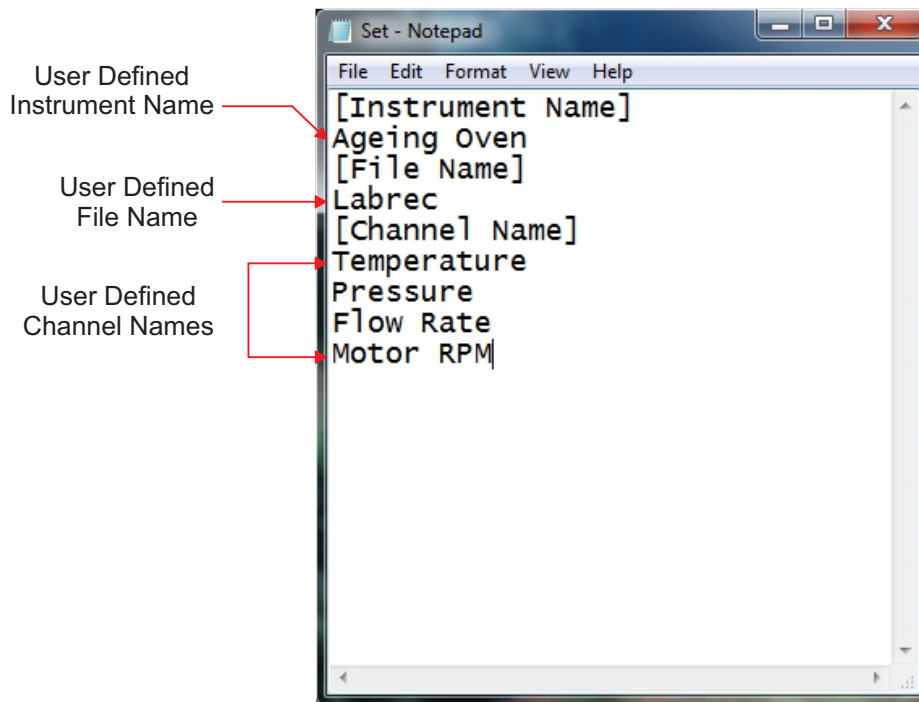 Set - Notepad
File Edit Format View Help
User Defined
Instrument Name
[Instrument Name]
Ageing Oven
[File Name]
User Defined
File Name
Labrec
[Channel Name]
User Defined
Channel Names
Temperature
Pressure
Flow Rate
Motor RPM